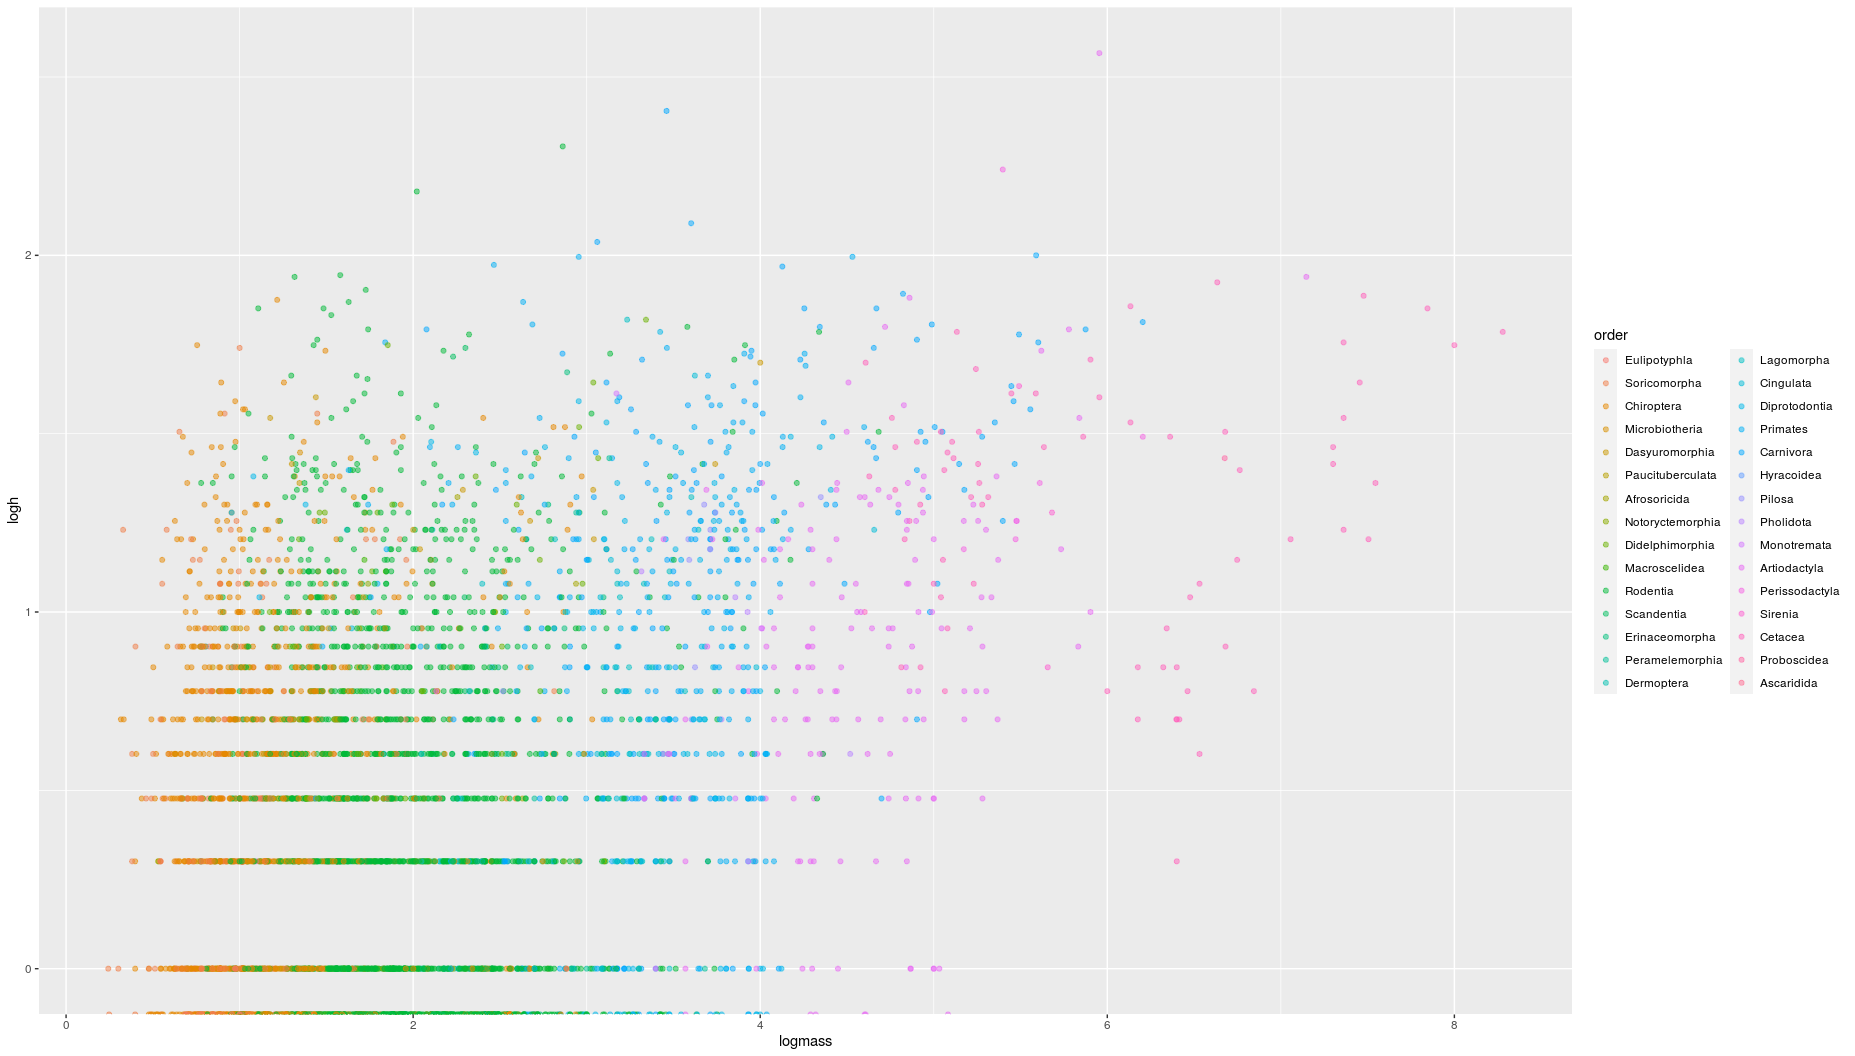 2
1
0
logh
0 2 4 6 8
logmass
order
Eulipotyphla Lagomorpha
Soricomorpha Cingulata
Chiroptera Diprotodontia
Microbiotheria Primates
Dasyuromorphia Carnivora
Paucituberculata Hyracoidea
Afrosoricida Pilosa
Notoryctemorphia Pholidota
Didelphimorphia Monotremata
Macroscelidea Artiodactyla
Rodentia Perissodactyla
Scandentia Sirenia
Erinaceomorpha Cetacea
Peramelemorphia Proboscidea
Dermoptera Ascaridida